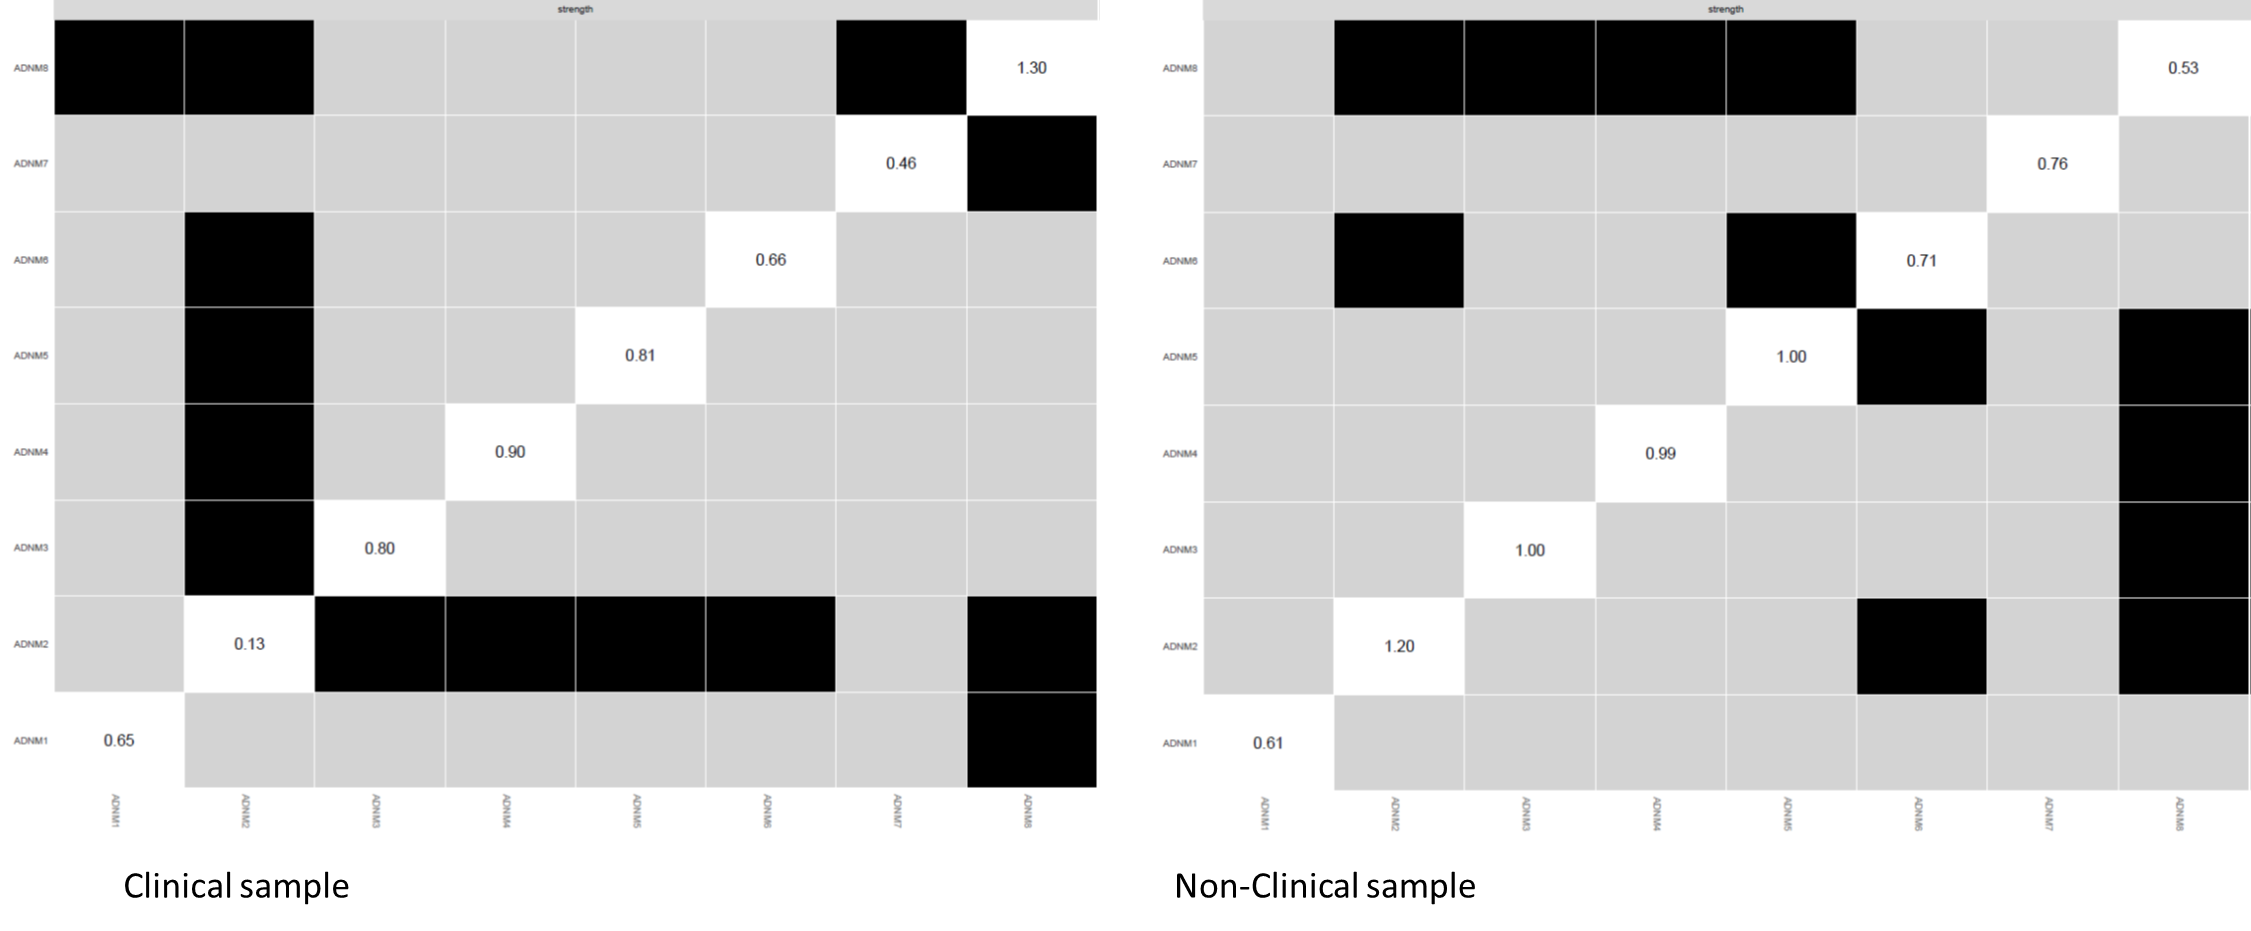 strength
ADNM8
1.30
ADNM7
0.46
ADNM6
0.66
ADNM5
0.81
ADNM4
0.90
ADNM3
0.80
ADNM2
0.13
ADNM1
0.65
ADNM1 ADNM2 ADNM3 ADNM4 ADNM5 ADNM6 ADNM7 ADNM8
Clinical sample
strength
ADNM8
0.53
ADNM7
0.76
ADNM6
0.71
ADNM5
1.00
ADNM4
0.99
ADNM3
1.00
ADNM2
1.20
ADNM1
0.61
ADNM1 ADNM2 ADNM3 ADNM4 ADNM5 ADNM6 ADNM7 ADNM8
Non-Clinical sample